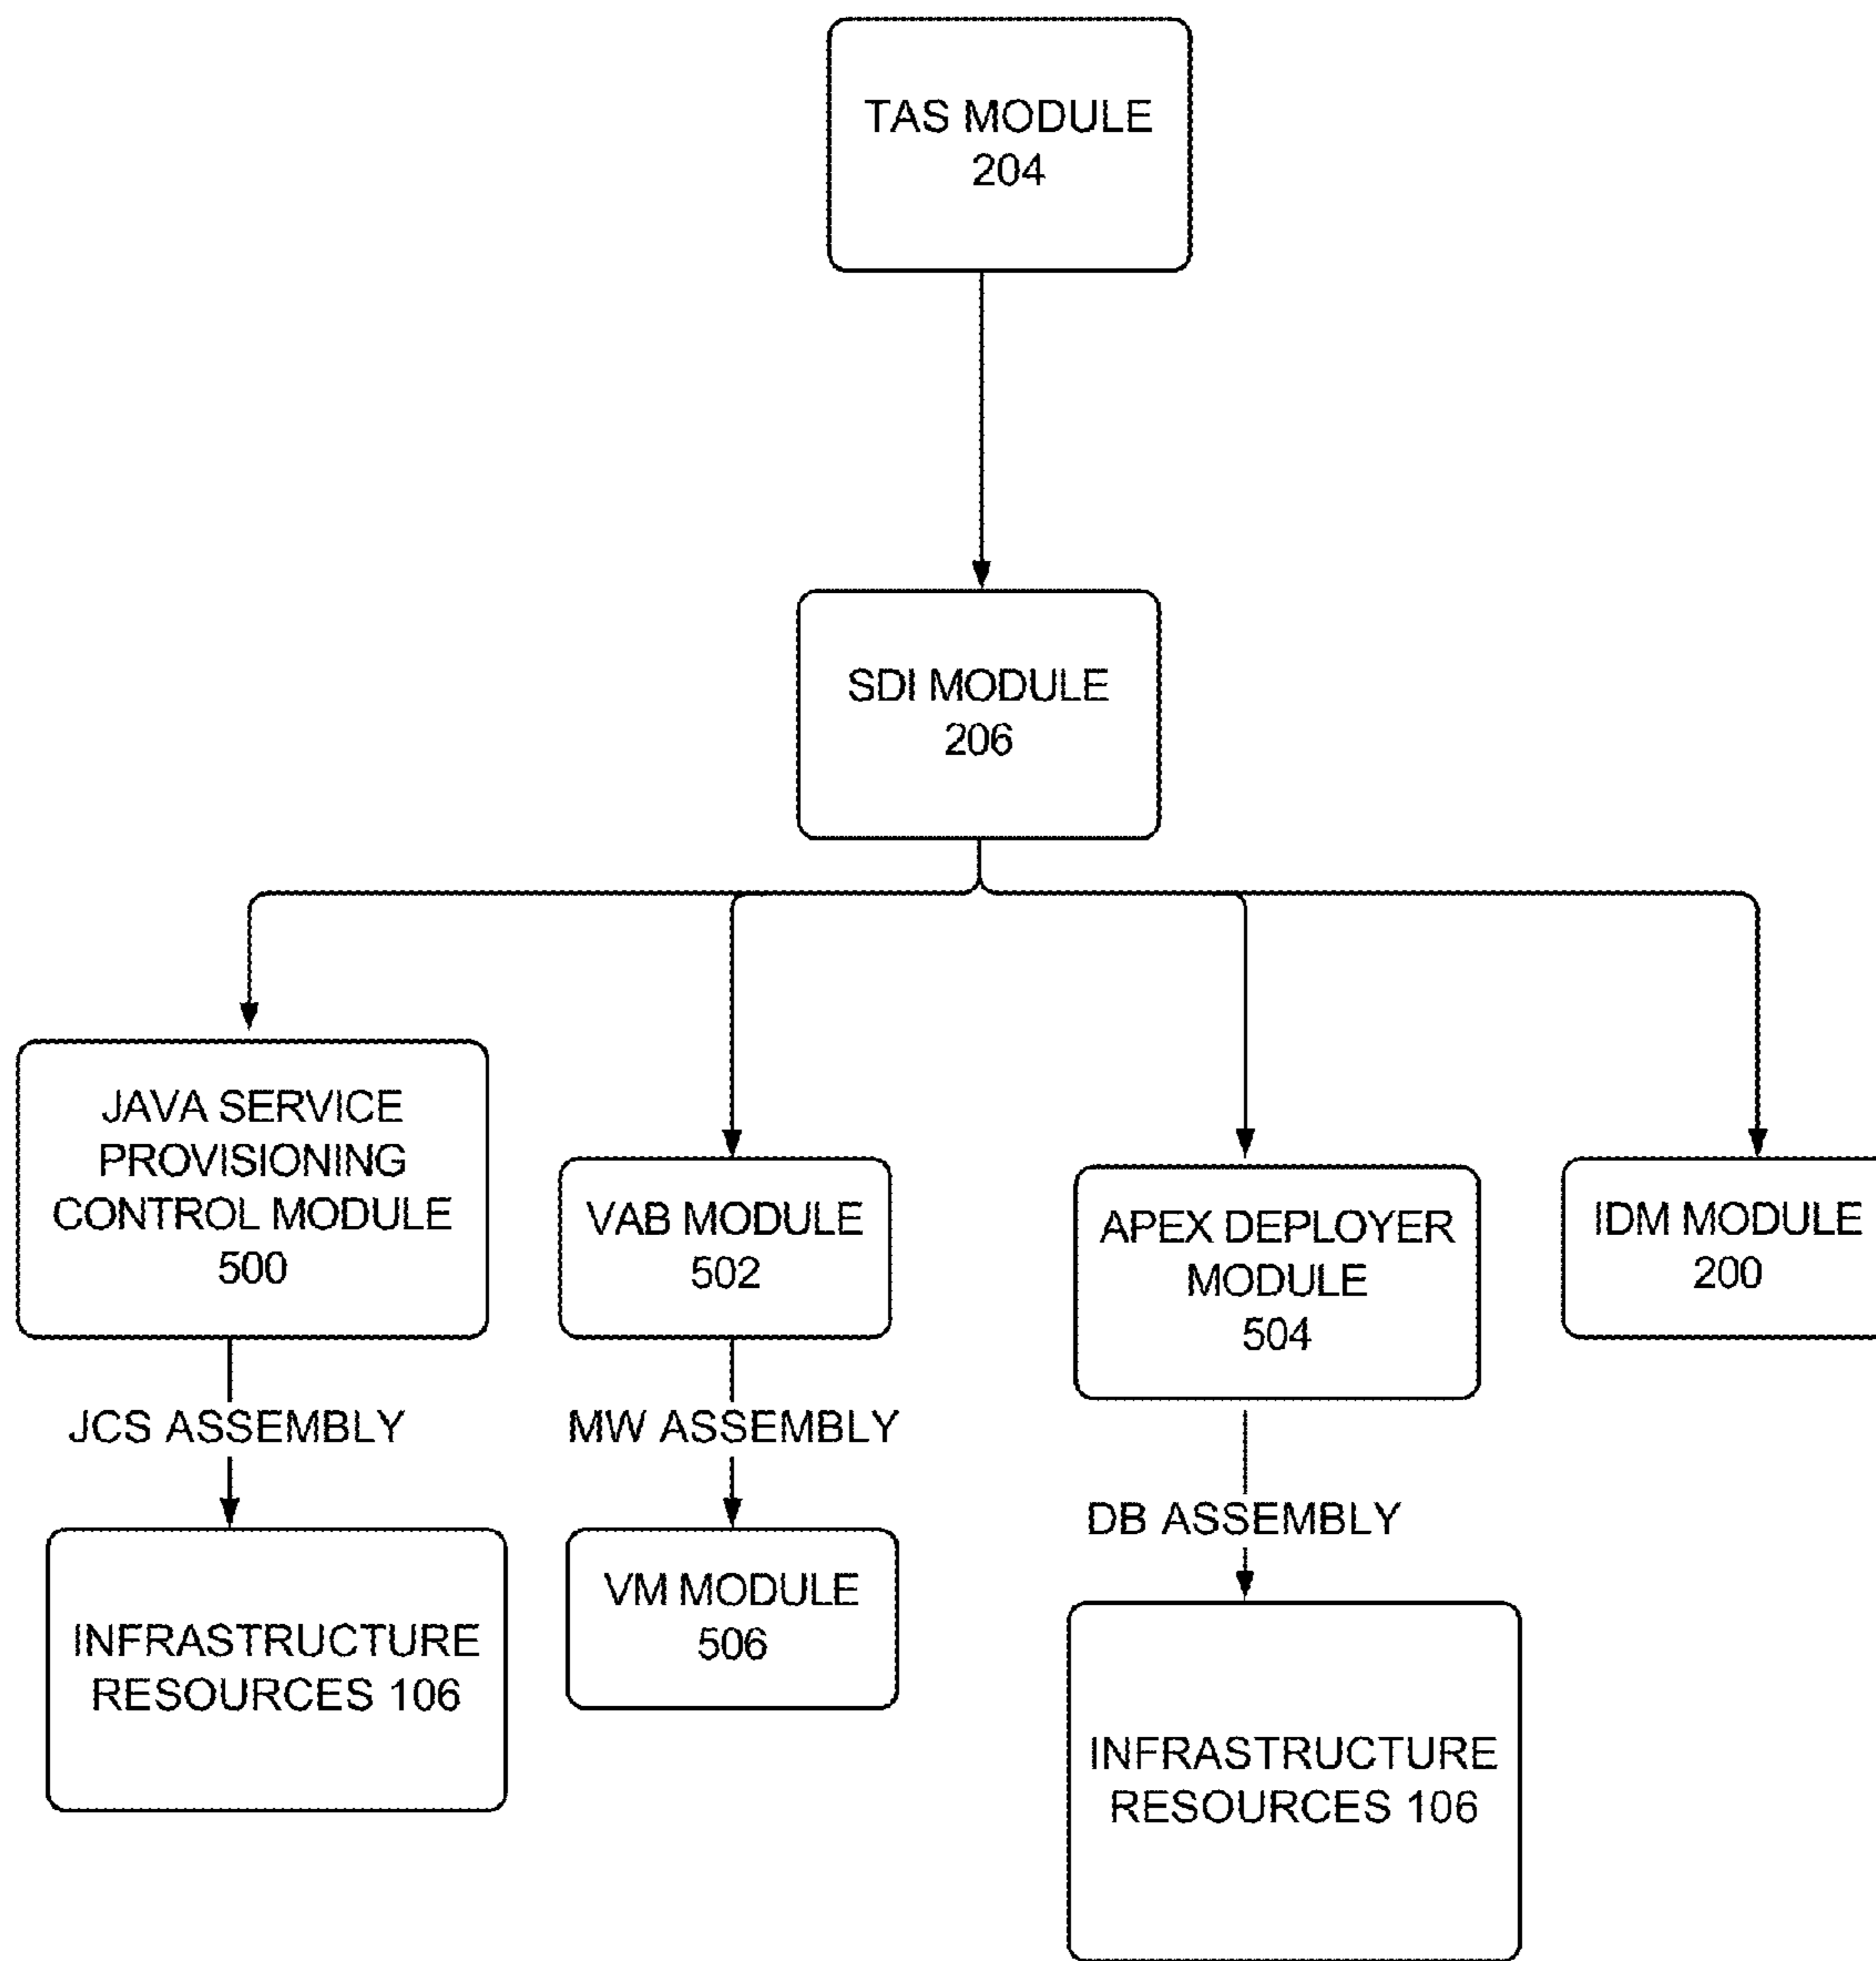 TAS MODULE
204
SDI MODULE
206
JAVA SERVICE
PROVISIONING
CONTROL MODULE
500
VAB MODULE
502
APEX DEPLOYER
MODULE
504
IDM MODULE
200
JCS ASSEMBLY
MW ASSEMBLY
DB ASSEMBLY
INFRASTRUCTURE
RESOURCES 106
VM MODULE
506
INFRASTRUCTURE
RESOURCES 106